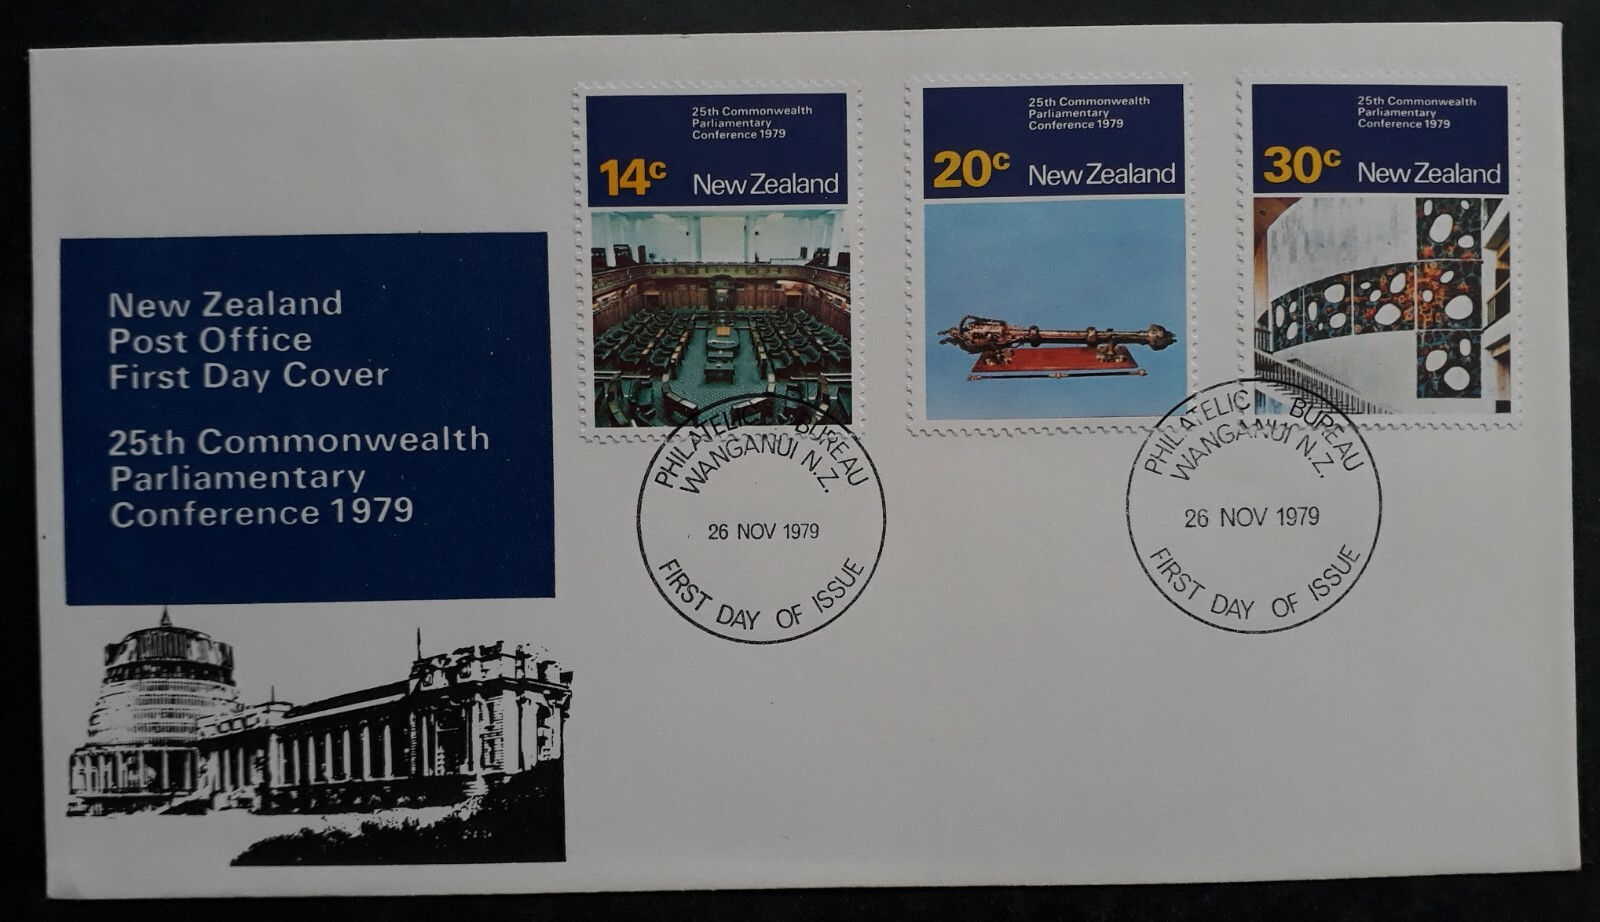 New Zealand
Post Office
First Day Cover
25th Commonwealth
Parliamentary
Conference 1979
25th Commonwealth
Parliamentary
Conference 1979
14c
New Zealand
25th Commonwealth
Parliamentary
Conference 1979
20c
New Zealand
25th Commonwealth
Parliamentary
Conference 1979
30c
New Zealand
PHILATELIC BUREAU
WANGANUI N.Z.
26 NOV 1979
FIRST DAY OF ISSUE
PHILATELIC BUREAU
WANGANUI N.Z.
26 NOV 1979
FIRST DAY OF ISSUE